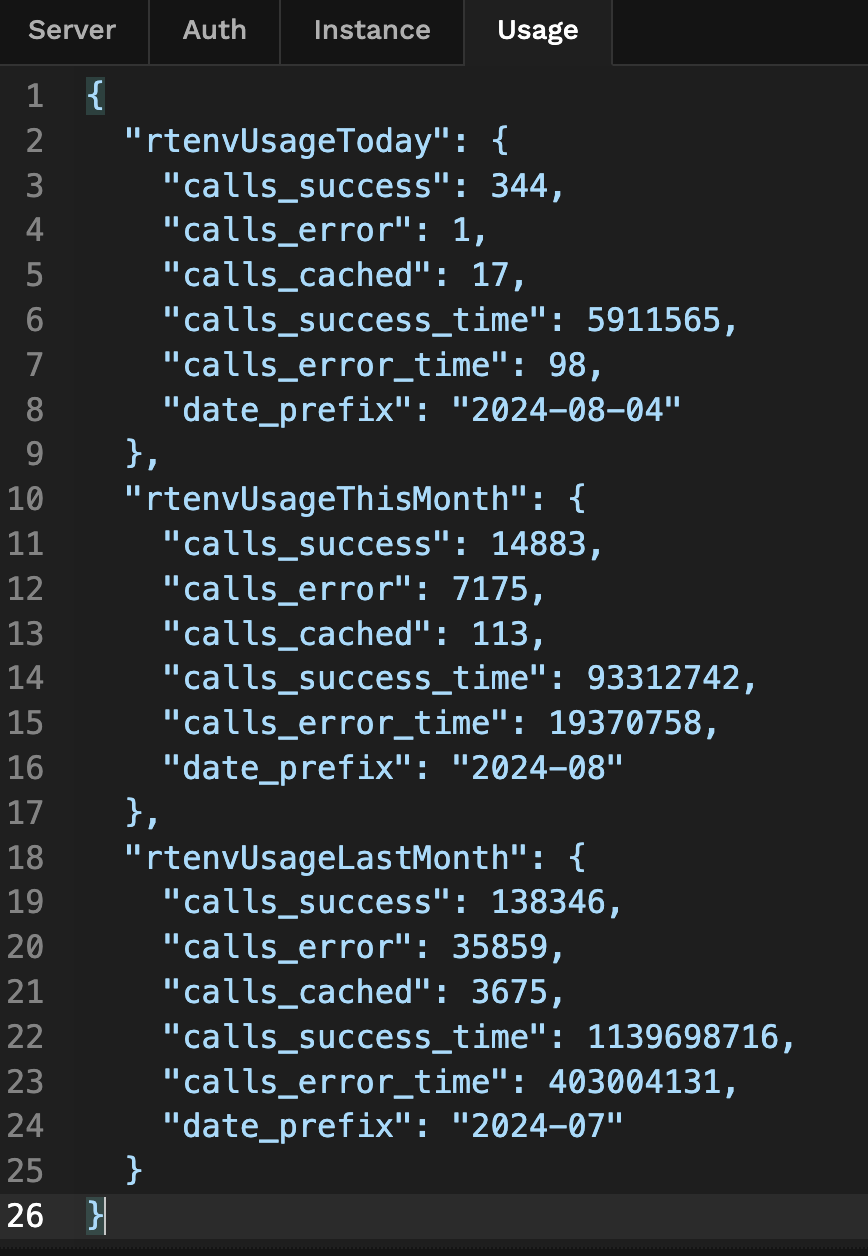 Server Auth Instance Usage
1 {
2 "rtenvUsageToday": {
3 "calls_success": 344,
4 "calls_error": 1,
5 "calls_cached": 17,
6 "calls_success_time": 5911565,
7 "calls_error_time": 98,
8 "date_prefix": "2024-08-04"
9 },
10 "rtenvUsageThisMonth": {
11 "calls_success": 14883,
12 "calls_error": 7175,
13 "calls_cached": 113,
14 "calls_success_time": 93312742,
15 "calls_error_time": 19370758,
16 "date_prefix": "2024-08"
17 },
18 "rtenvUsageLastMonth": {
19 "calls_success": 138346,
20 "calls_error": 35859,
21 "calls_cached": 3675,
22 "calls_success_time": 1139698716,
23 "calls_error_time": 403004131,
24 "date_prefix": "2024-07"
25 }
26 }